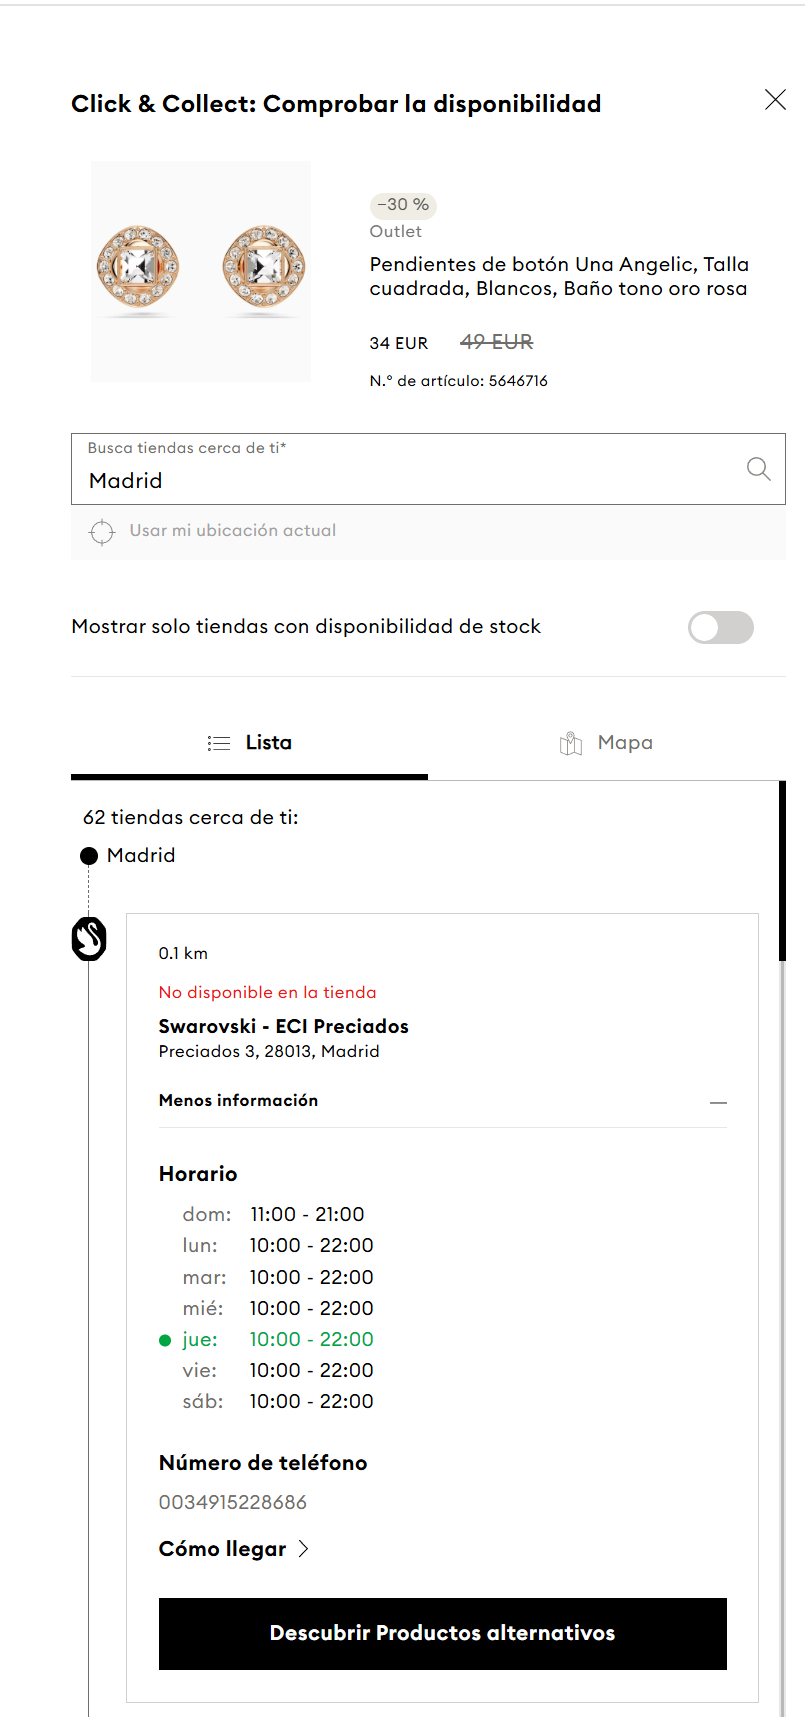 Click & Collect: Comprobar la disponibilidad
−30 %
Outlet
Pendientes de botón Una Angelic, Talla
cuadrada, Blancos, Baño tono oro rosa
34 EUR 49 EUR
N.º de artículo: 5646716
Busca tiendas cerca de ti*
Madrid
Usar mi ubicación actual
Mostrar solo tiendas con disponibilidad de stock
Lista Mapa
62 tiendas cerca de ti:
Madrid
0.1 km
No disponible en la tienda
Swarovski - ECI Preciados
Preciados 3, 28013, Madrid
Menos información
Horario
dom: 11:00 - 21:00
lun: 10:00 - 22:00
mar: 10:00 - 22:00
mié: 10:00 - 22:00
jue: 10:00 - 22:00
vie: 10:00 - 22:00
sáb: 10:00 - 22:00
Número de teléfono
0034915228686
Cómo llegar
Descubrir Productos alternativos